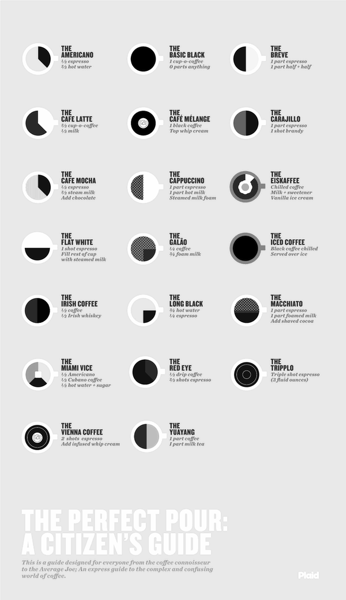 THE
AMERICANO
⅓ espresso
⅔ hot water
THE
BASIC BLACK
1 cup-o-coffee
0 parts anything
THE
BREVE
1 part espresso
1 part half + half
THE
CAFE LATTE
⅓ cup-o-coffee
⅔ milk
THE
CAFÉ MÉLANGE
1 black coffee
Top whip cream
THE
CARAJILLO
1 part espresso
1 shot brandy
THE
CAFE MOCHA
⅓ espresso
⅔ steam milk
Add chocolate
THE
CAPPUCCINO
1 part espresso
1 part hot milk
Steamed milk foam
THE
EISKAFFEE
Chilled coffee
Milk + sweetener
Vanilla ice cream
THE
FLAT WHITE
1 shot espresso
Fill rest of cup
with steamed milk
THE
GALÃO
¼ coffee
¾ foam milk
THE
ICED COFFEE
Black coffee chilled
Served over ice
THE
IRISH COFFEE
½ coffee
½ Irish whiskey
THE
LONG BLACK
¾ hot water
¼ espresso
THE
MACCHIATO
1 part espresso
1 part foamed milk
Add shaved cocoa
THE
MIAMI VICE
⅓ Americano
⅓ Cubano coffee
⅓ hot water + sugar
THE
RED EYE
drip coffee
shots espresso
THE
TRIPPLO
Triple shot espresso
(3 fluid ounces)
THE
VIENNA COFFEE
2 shots espresso
Add infused whip cream
THE
YUAYANG
1 part coffee
1 part milk tea
THE PERFECT POUR:
A CITIZEN'S GUIDE
This is a guide designed for everyone from the coffee connoisseur
to the Average Joe; An express guide to the complex and confusing
world of coffee.
Plaid